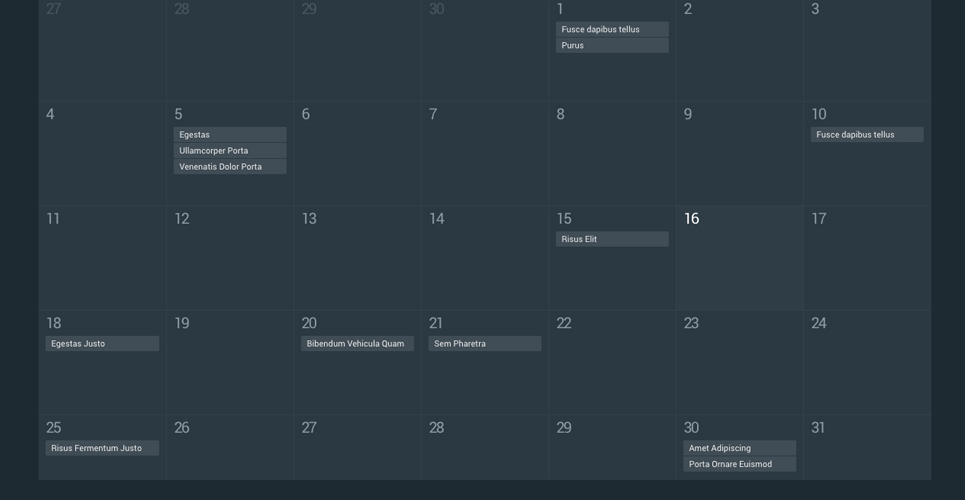 27 28 29 30 1 2 3
Fusce dapibus tellus
Purus
4 5 6 7 8 9 10
Egestas
Fusce dapibus tellus
Ullamcorper Porta
Venenatis Dolor Porta
11 12 13 14 15 16 17
Risus Elit
18 19 20 21 22 23 24
Egestas Justo
Bibendum Vehicula Quam
Sem Pharetra
25 26 27 28 29 30 31
Risus Fermentum Justo
Amet Adipiscing
Porta Ornare Euismod